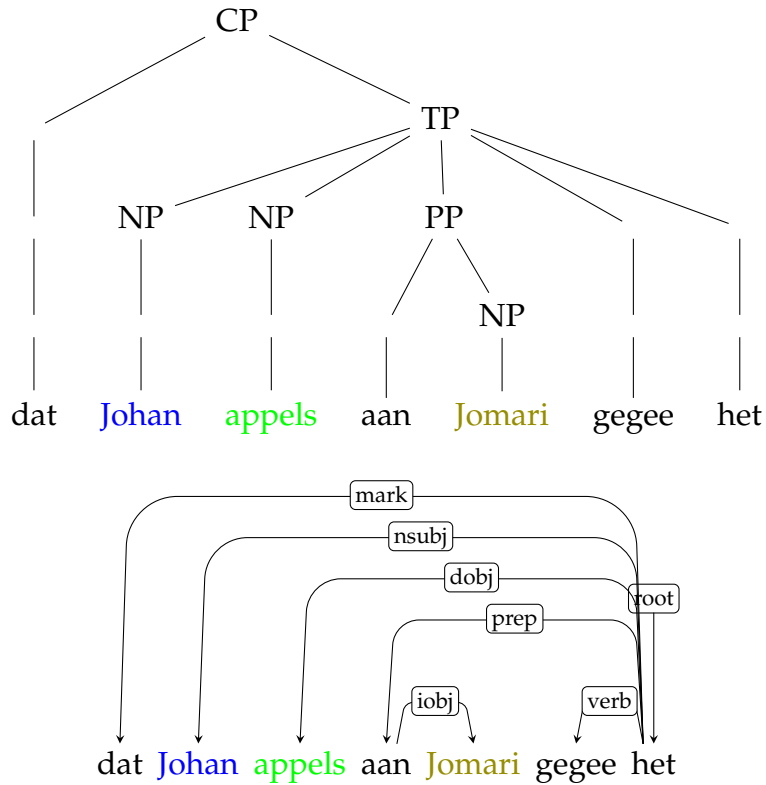 CP
TP
NP NP PP
NP
dat Johan appels aan Jomari gegee het
mark
nsubj
dobj
root
prep
iobj verb
dat Johan appels aan Jomari gegee het